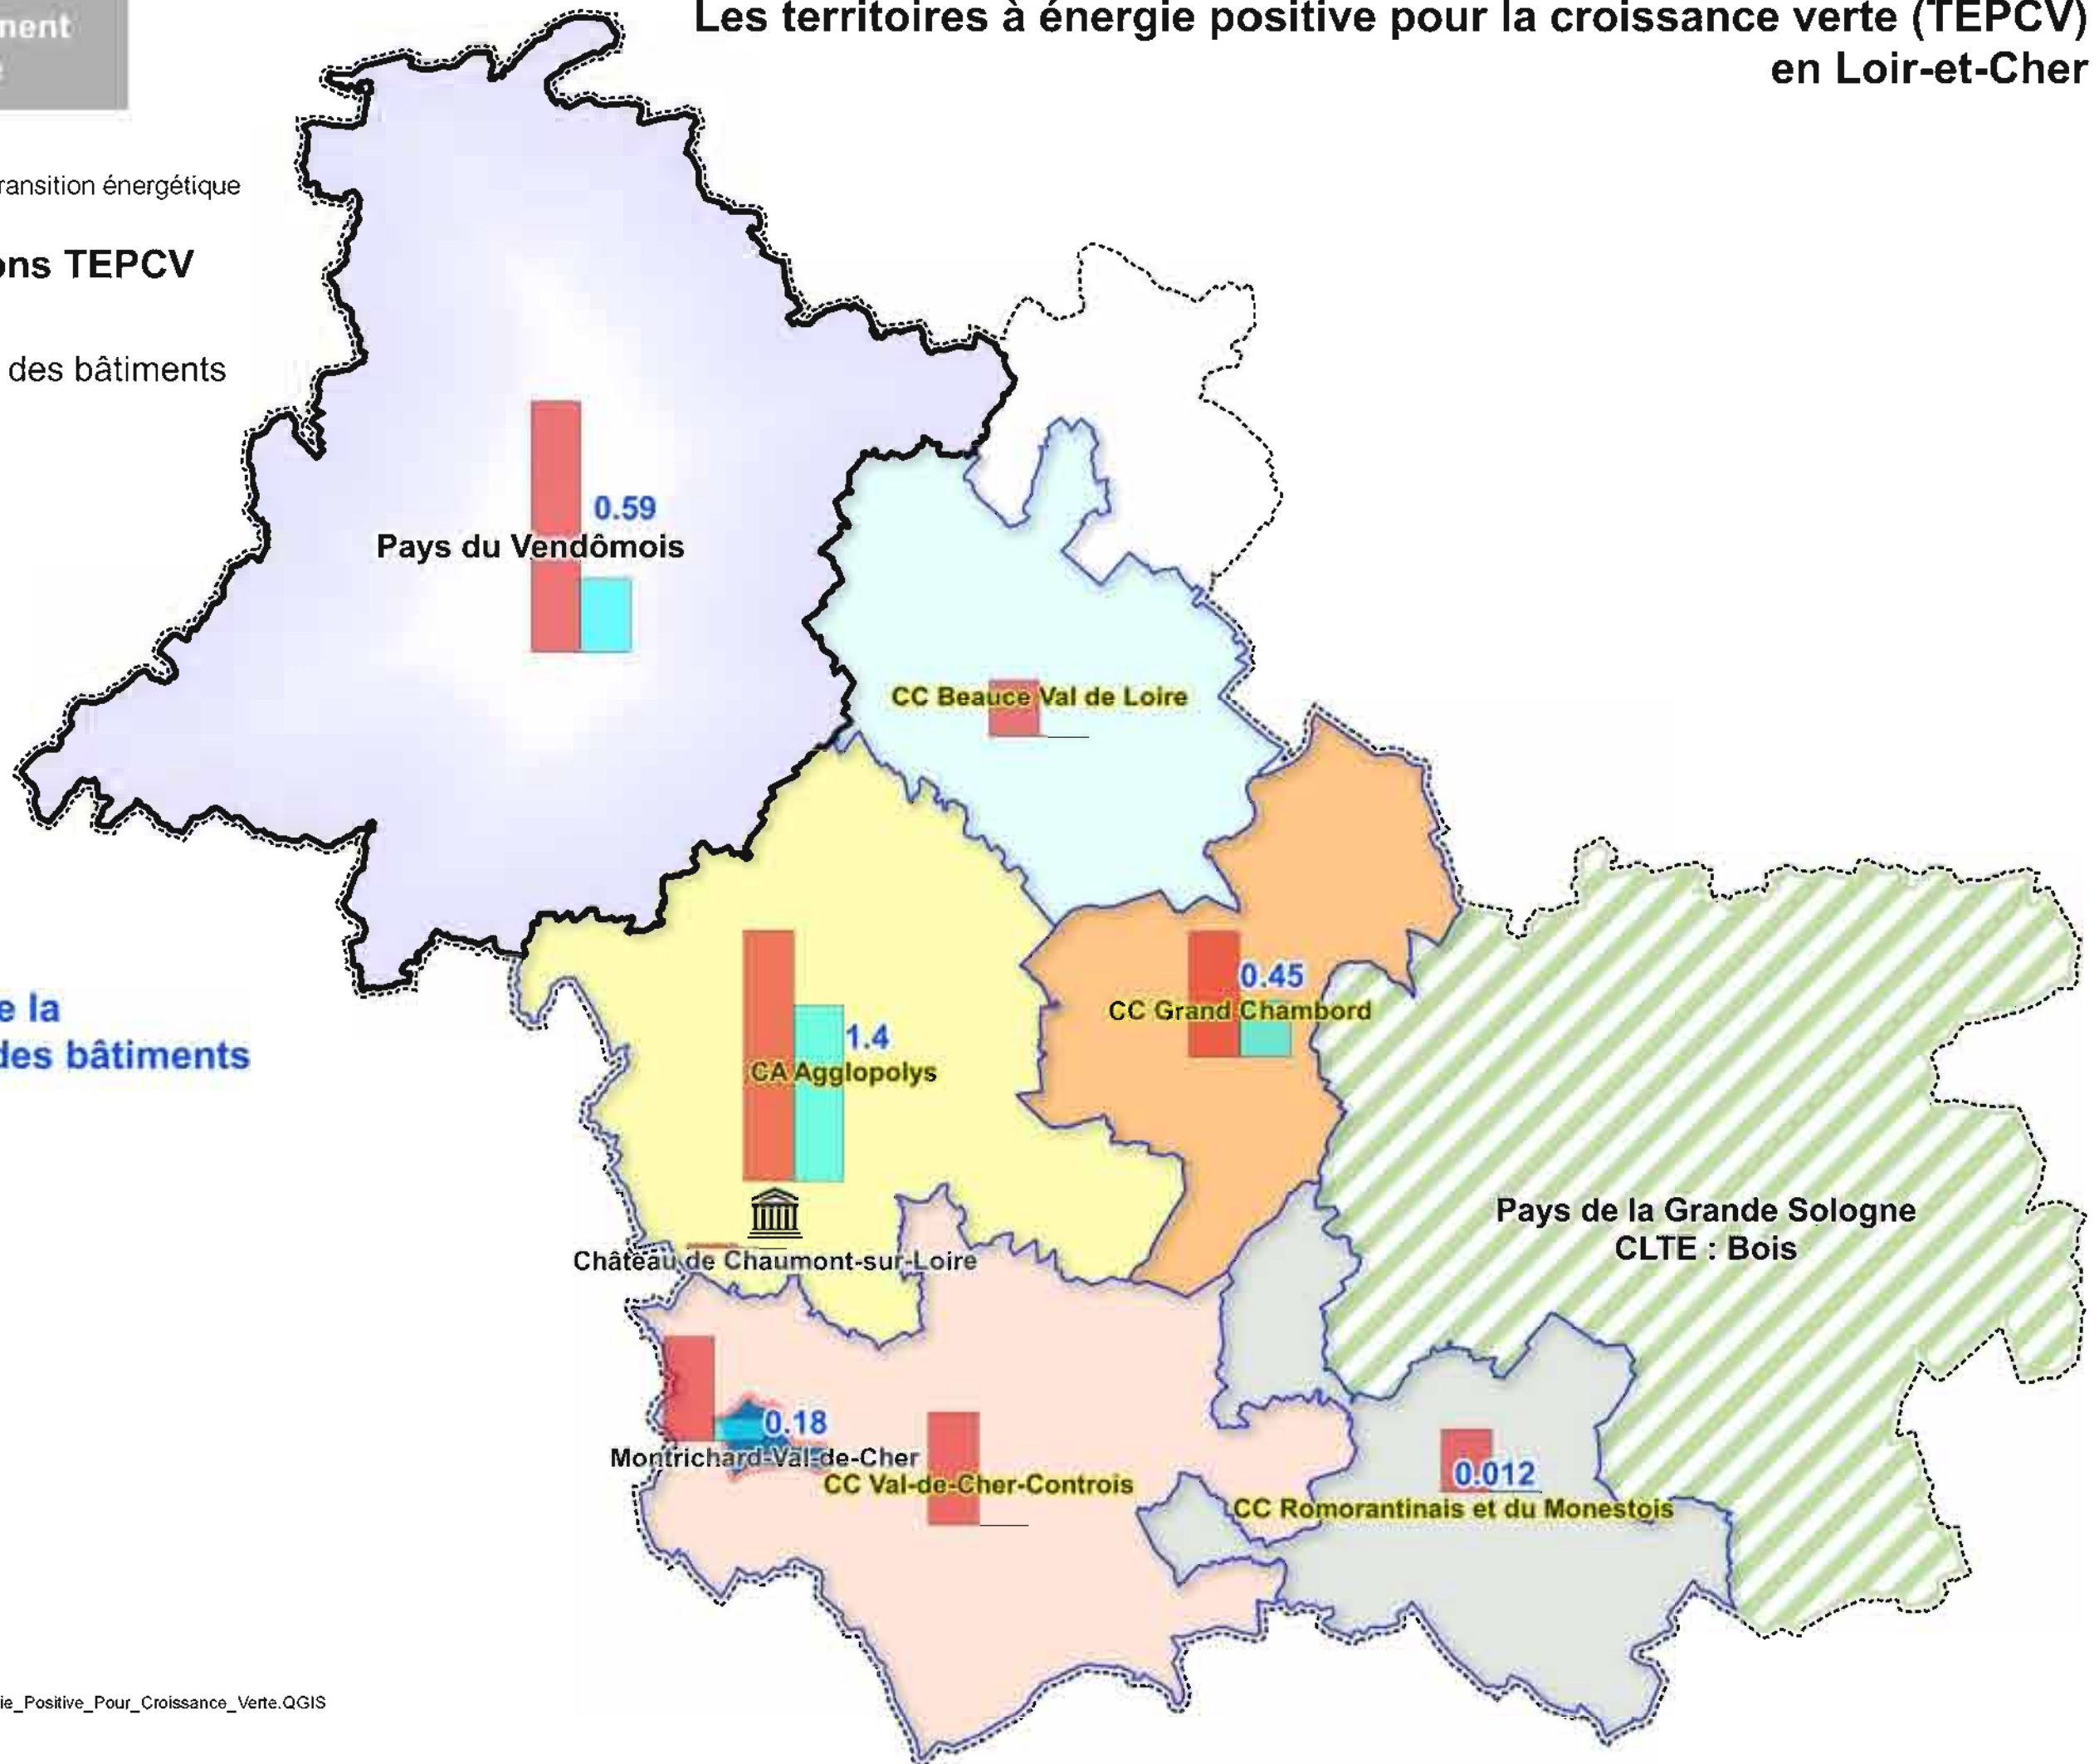 Les territoires à énergie positive pour la croissance verte (TEPCV)
en Loir-et-Cher
transition énergétique
TEPCV
des bâtiments
0.59
Pays du Vendômois
CC Beauce Val de Loire
0.45
CC Grand Chambord
e la
des bâtiments
1.4
CA Agglopolys
Pays de la Grande Sologne
CLTE : Bois
Château de Chaumont-sur-Loire
0.18
Montrichard-Val-de-Cher
CC Val-de-Cher-Controis
0.012
CC Romorantinais et du Monestois
ie_Positive_Pour_Croissance_Verte.QGIS